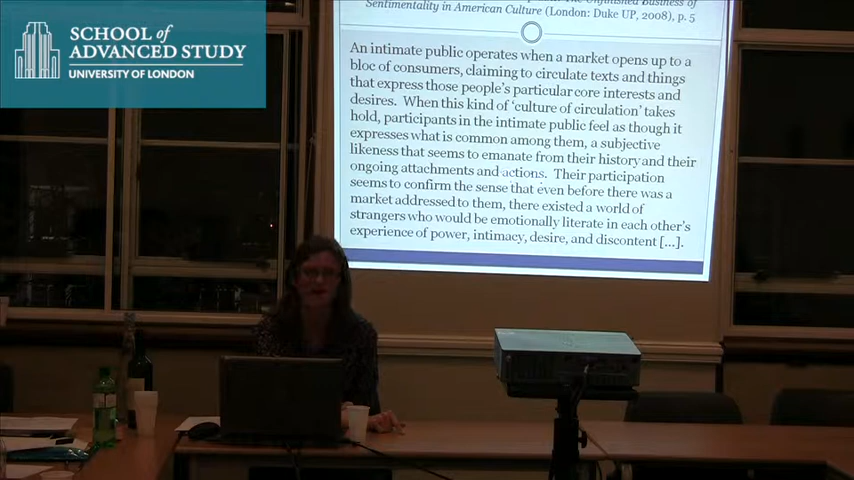 SCHOOL of
ADVANCED STUDY
UNIVERSITY OF LONDON
Unfinished Business of
Sentimentality in American Culture (London: Duke UP, 2008), p. 5
An intimate public operates when a market opens up to a
bloc of consumers, claiming to circulate texts and things
that express those people's particular core interests and
desires. When this kind of 'culture of circulation' takes
hold, participants in the intimate public feel as though it
expresses what is common among them, a subjective
likeness that seems to emanate from their history and their
ongoing attachments and actions. Their participation
seems to confirm the sense that even before there was a
market addressed to them, there existed a world of
strangers who would be emotionally literate in each other's
experience of power, intimacy, desire, and discontent [...].